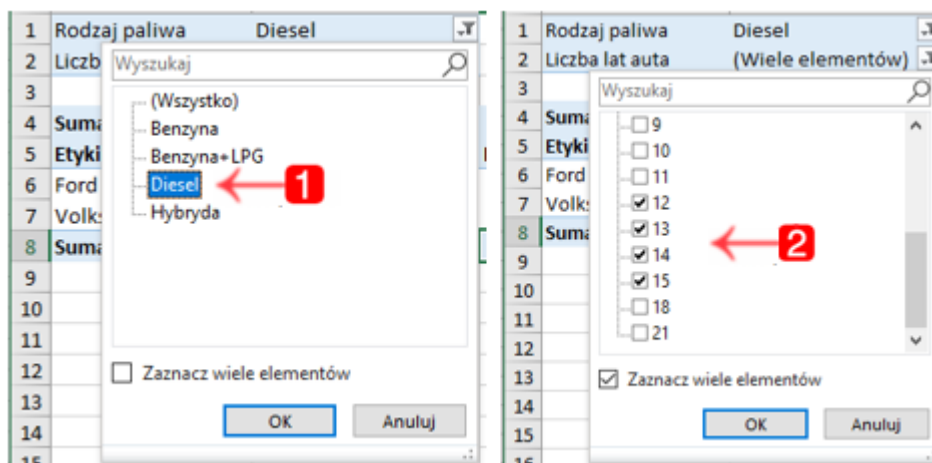 1 Rodzaj paliwa Diesel
2 Liczb
Wyszukaj
3
(Wszystko)
4 Suma
Benzyna
5 Etyki
Benzyna+LPG
6 Ford
Diesel
1
7 Volks
Hybryda
8 Suma
9
10
11
12
Zaznacz wiele elementów
13
OK Anuluj
14
15
1 Rodzaj paliwa Diesel
2 Liczba lat auta (Wiele elementów)
3
Wyszukaj
4 Suma
9
5 Etyki
10
6 Ford
11
7 Volks
12
8 Suma
13
2
9
14
15
10
18
11
21
12
13
Zaznacz wiele elementów
14
OK Anuluj
15
16